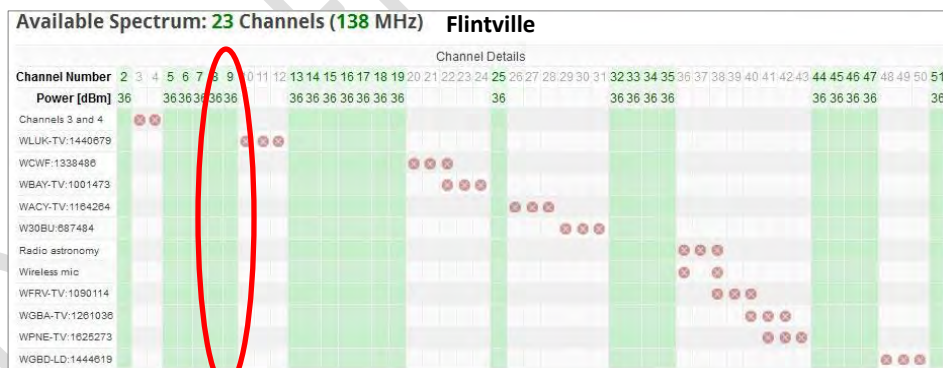 Available Spectrum: 23 Channels (138 MHz) Flintville
Channel Details
Channel Number 2 3 4 5 6 7 8 9 10 11 12 13 14 15 16 17 18 19 20 21 22 23 24 25 26 27 28 29 30 31 32 33 34 35 36 37 38 39 40 41 42 43 44 45 46 47 48 49 50 51
Power [dBm] 36 36 36 36 36 36 36 36 36 36 36 36 36 36 36 36 36 36 36 36 36 36 36
Channels 3 and 4
WLUK-TV:1440679
WCWF:1338486
WBAY-TV:1001473
WACY-TV:1164264
W30BU:687484
Radio astronomy
Wireless mic
WFRV-TV:1090114
WGBA-TV:1261036
WPNE-TV:1625273
WGBD-LD:1444619